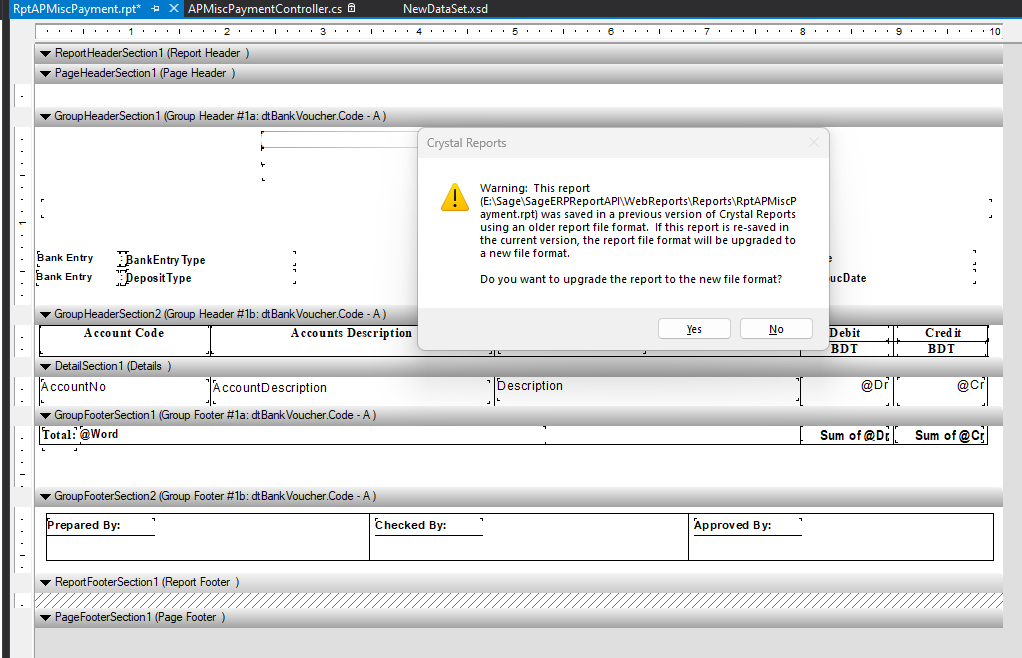 RptAPMiscPayment.rpt* APMiscPaymentController.cs NewDataSet.xsd
1 2 3 4 5 6 7 8 9 10
ReportHeaderSection1 (Report Header )
PageHeaderSection1 (Page Header )
GroupHeaderSection1 (Group Header #1a: dtBankVoucher.Code - A )
Crystal Reports
Warning: This report
(E:\Sage\SageERPReportAPI\WebReports\Reports\RptAPMiscP
ayment.rpt) was saved in a previous version of Crystal Reports
using an older report file format. If this report is re-saved in
the current version, the report file format will be upgraded to
a new file format.
Do you want to upgrade the report to the new file format?
Yes No
1
Bank Entry : BankEntryType
Bank Entry : DepositType ucDate
GroupHeaderSection2 (Group Header #1b: dtBankVoucher.Code - A )
Account Code Accounts Description Debit Credit
BDT BDT
DetailSection1 (Details )
AccountNo AccountDescription Description @Dr @Cr
GroupFooterSection1 (Group Footer #1a: dtBankVoucher.Code - A )
Total: @Word Sum of @Dr Sum of @Cr
GroupFooterSection2 (Group Footer #1b: dtBankVoucher.Code - A )
Prepared By: Checked By: Approved By:
ReportFooterSection1 (Report Footer )
PageFooterSection1 (Page Footer )